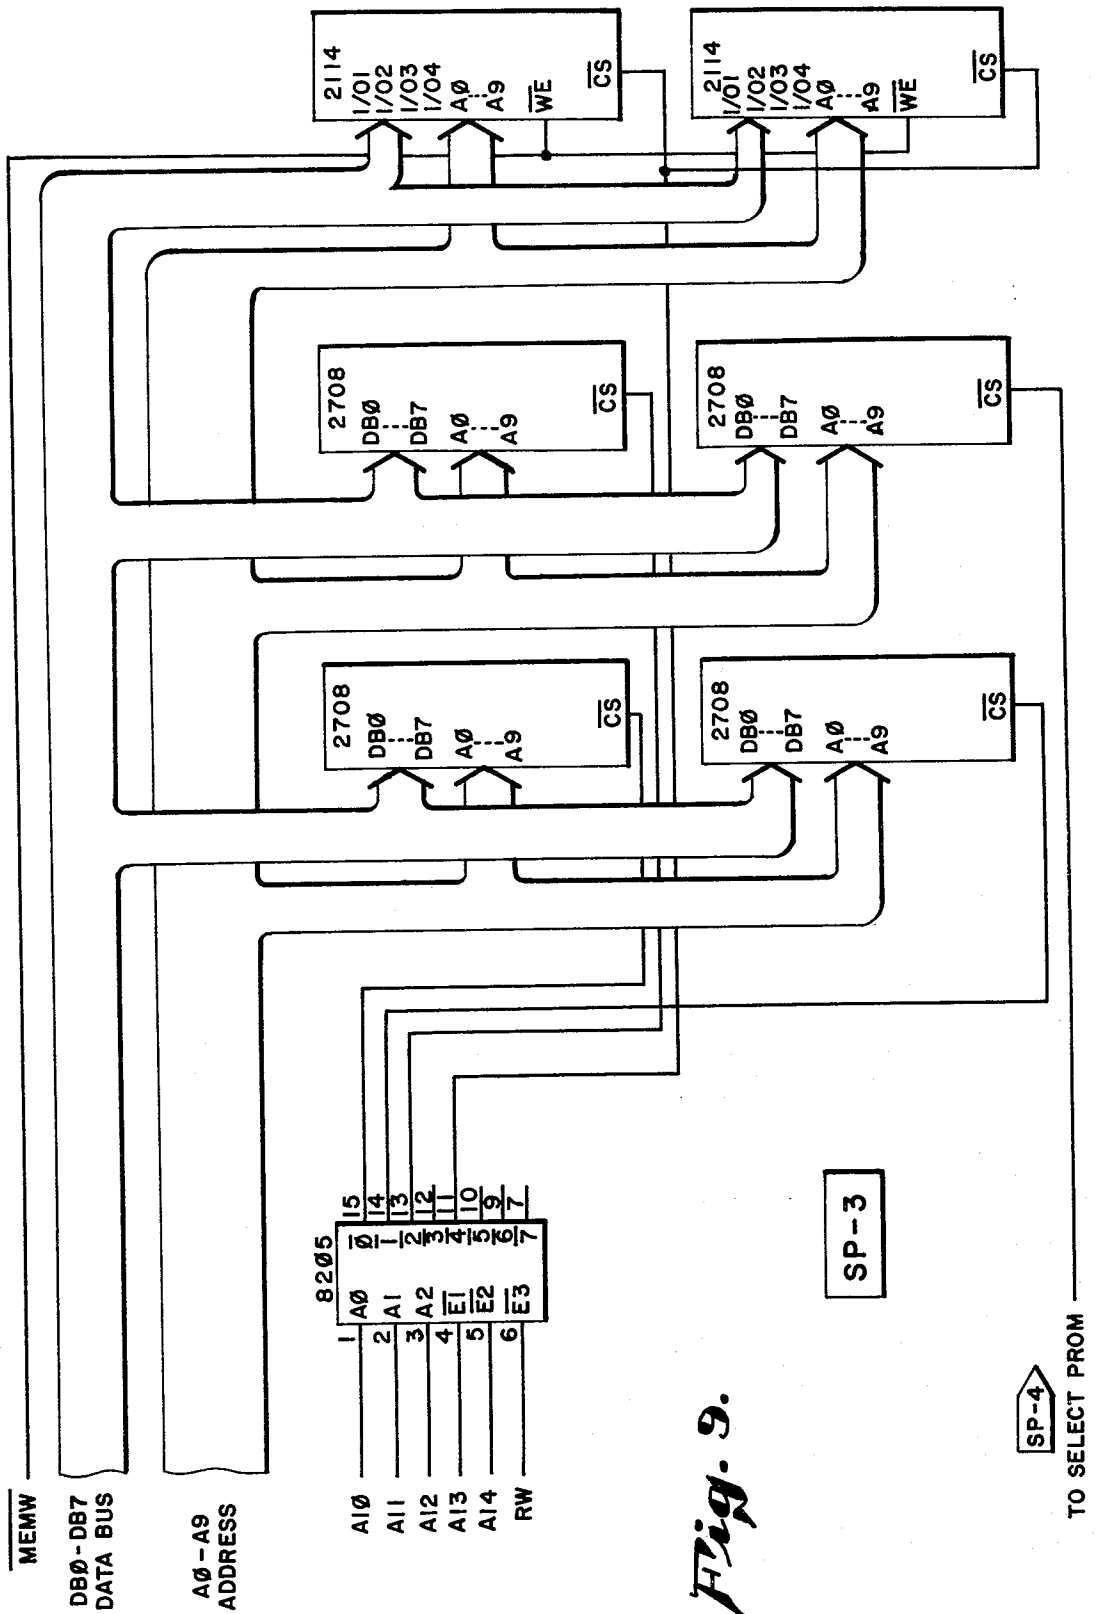 MEMW
DBØ-DB7
DATA BUS
AØ-A9
ADDRESS
A1Ø
A11
A12
A13
A14
RW
8205
1 AØ
2 A1
3 A2
4 E1
5 E2
6 E3
Ø 15
1 14
2 13
3 12
4 11
5 10
6 9
7 7
2708
DBØ----DB7
AØ----A9
CS
2708
DBØ----DB7
AØ----A9
CS
2708
DBØ----DB7
AØ----A9
CS
2708
DBØ----DB7
AØ----A9
CS
2114
I/O1
I/O2
I/O3
I/O4
AØ----A9
WE
CS
2114
I/O1
I/O2
I/O3
I/O4
AØ----A9
WE
CS
SP-3
SP-4
TO SELECT PROM
Fig. 9.